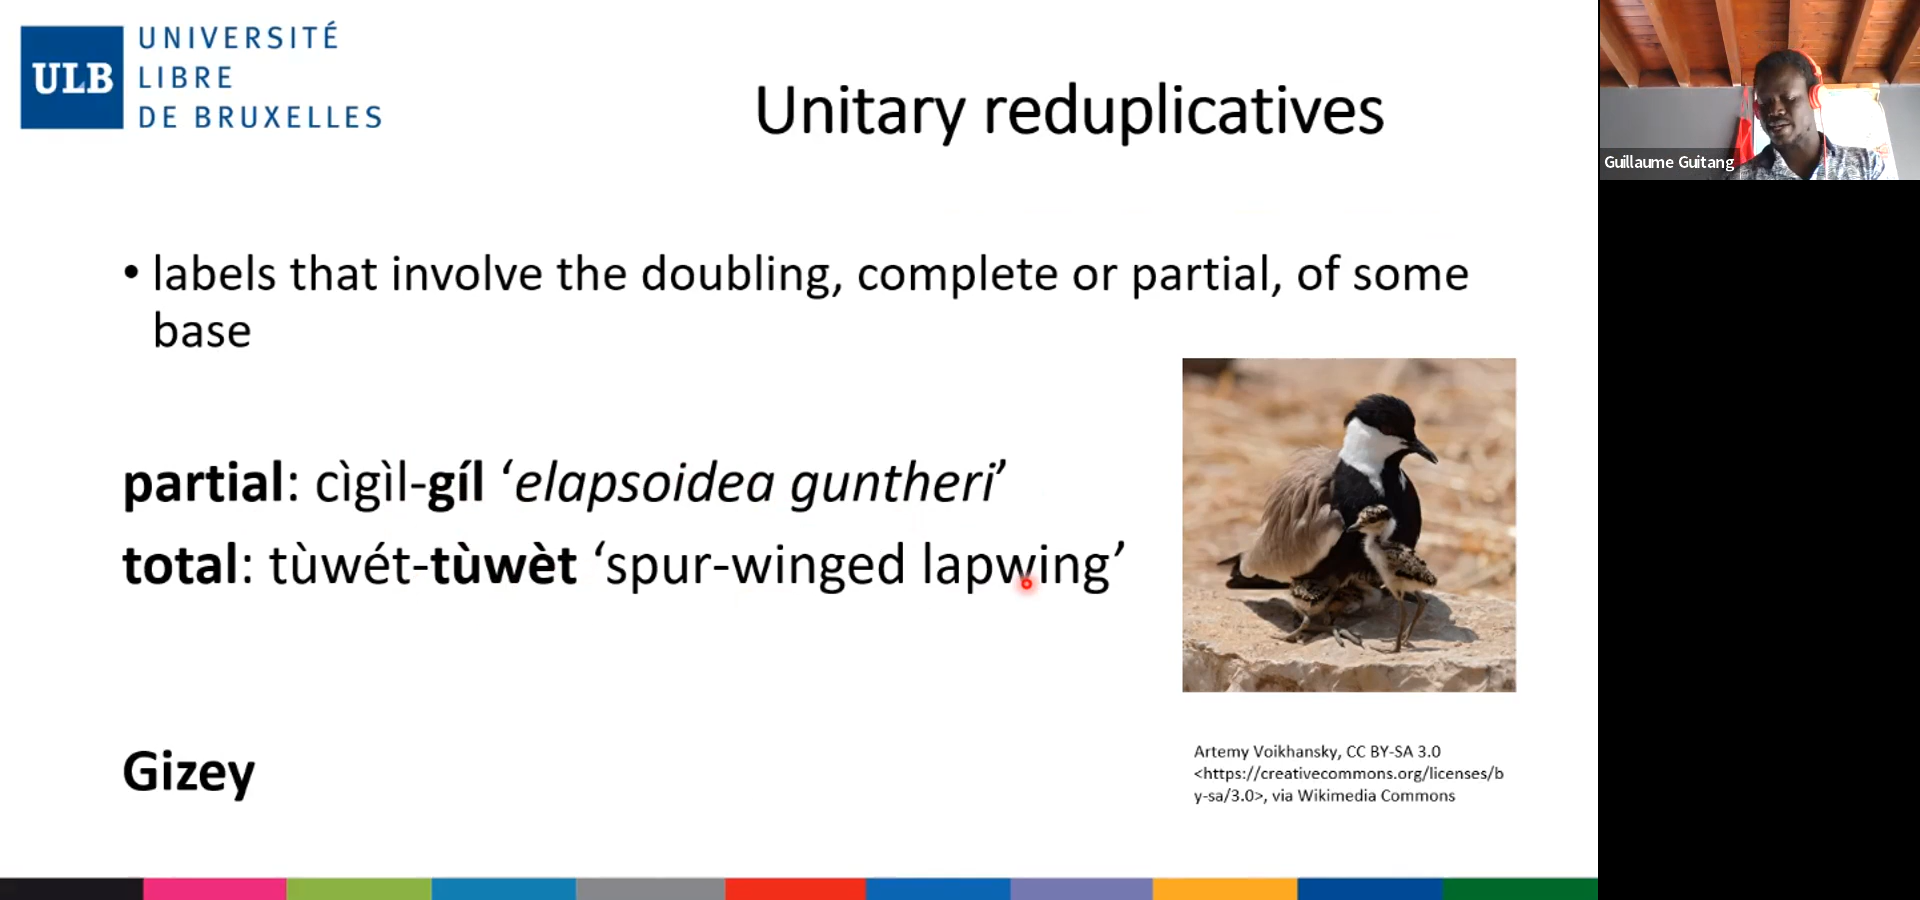 ULB
UNIVERSITÉ
LIBRE
DE BRUXELLES
Unitary reduplicatives
Guillaume Guitang
• labels that involve the doubling, complete or partial, of some
base
partial: cìgìl-gíl ‘elapsoidea guntheri’
total: tùwét-tùwèt ‘spur-winged lapwing’
Gizey
Artemy Voikhansky, CC BY-SA 3.0
<https://creativecommons.org/licenses/b
y-sa/3.0>, via Wikimedia Commons